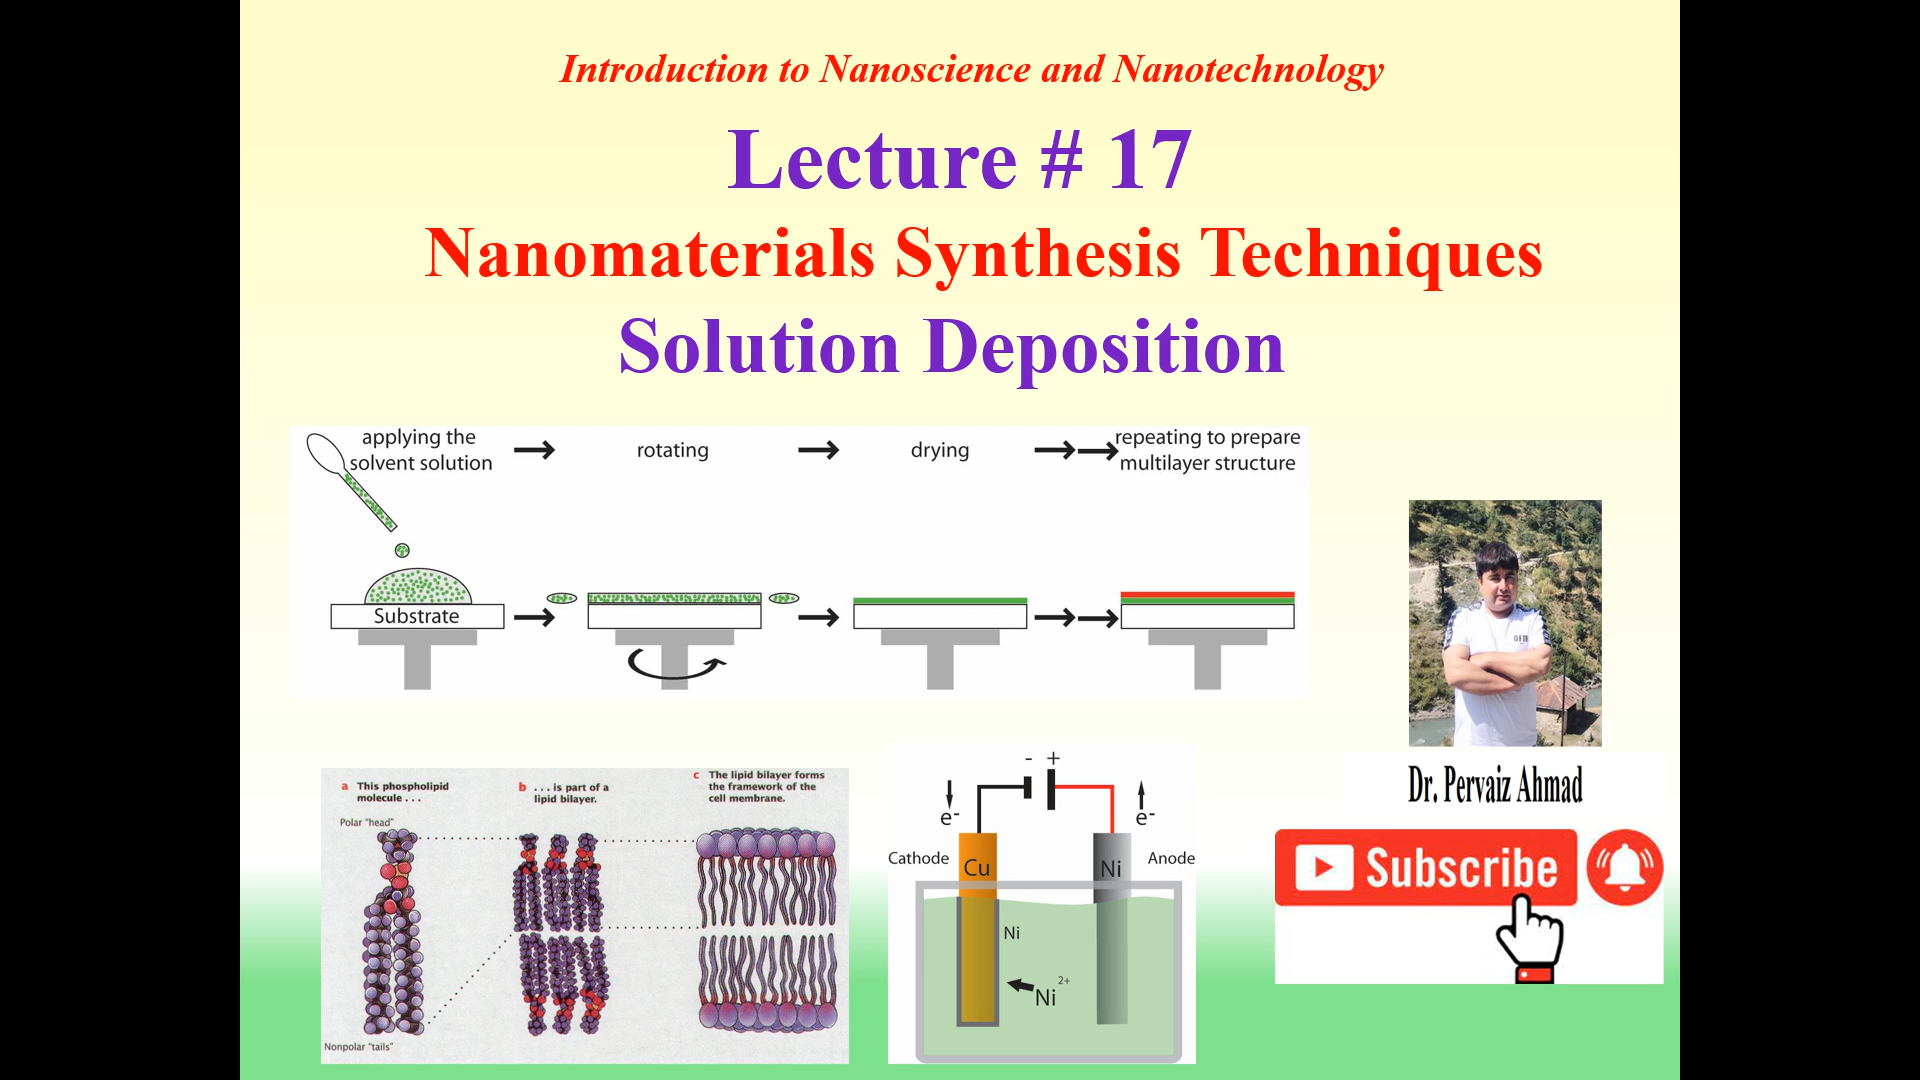 Introduction to Nanoscience and Nanotechnology
Lecture # 17
Nanomaterials Synthesis Techniques
Solution Deposition
applying the
solvent solution
rotating
drying
repeating to prepare
multilayer structure
Substrate
Dr. Pervaiz Ahmad
Subscribe
a This phospholipid
molecule . . .
Polar "head"
Nonpolar "tails"
b . . . is part of a
lipid bilayer.
c The lipid bilayer forms
the framework of the
cell membrane.
- +
e- e-
Cathode Cu Ni Anode
Ni
Ni 2+